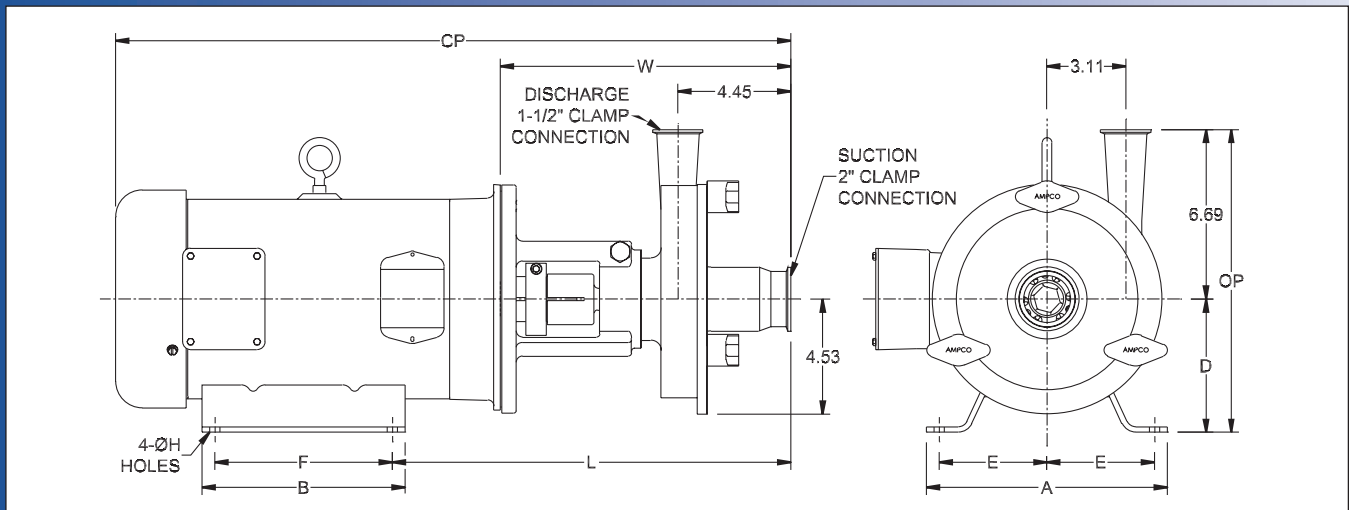 CP
W
3.11
4.45
DISCHARGE
1-1/2" CLAMP
CONNECTION
SUCTION
2" CLAMP
CONNECTION
AMPCO
6.69
OP
4.53
AMPCO
AMPCO
D
4-ØH
HOLES
F
L
E
E
B
A